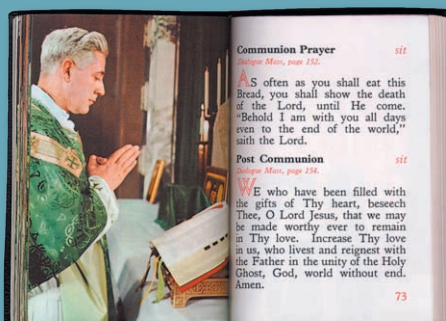 Communion Prayer sit
Dialogue Mass, page 152.
AS often as you shall eat this
Bread, you shall show the death
of the Lord, until He come.
“Behold I am with you all days
even to the end of the world,”
saith the Lord.
Post Communion sit
Dialogue Mass, page 154.
WE who have been filled with
the gifts of Thy heart, beseech
Thee, O Lord Jesus, that we may
be made worthy ever to remain
in Thy love. Increase Thy love
in us, who livest and reignest with
the Father in the unity of the Holy
Ghost, God, world without end.
Amen.
73